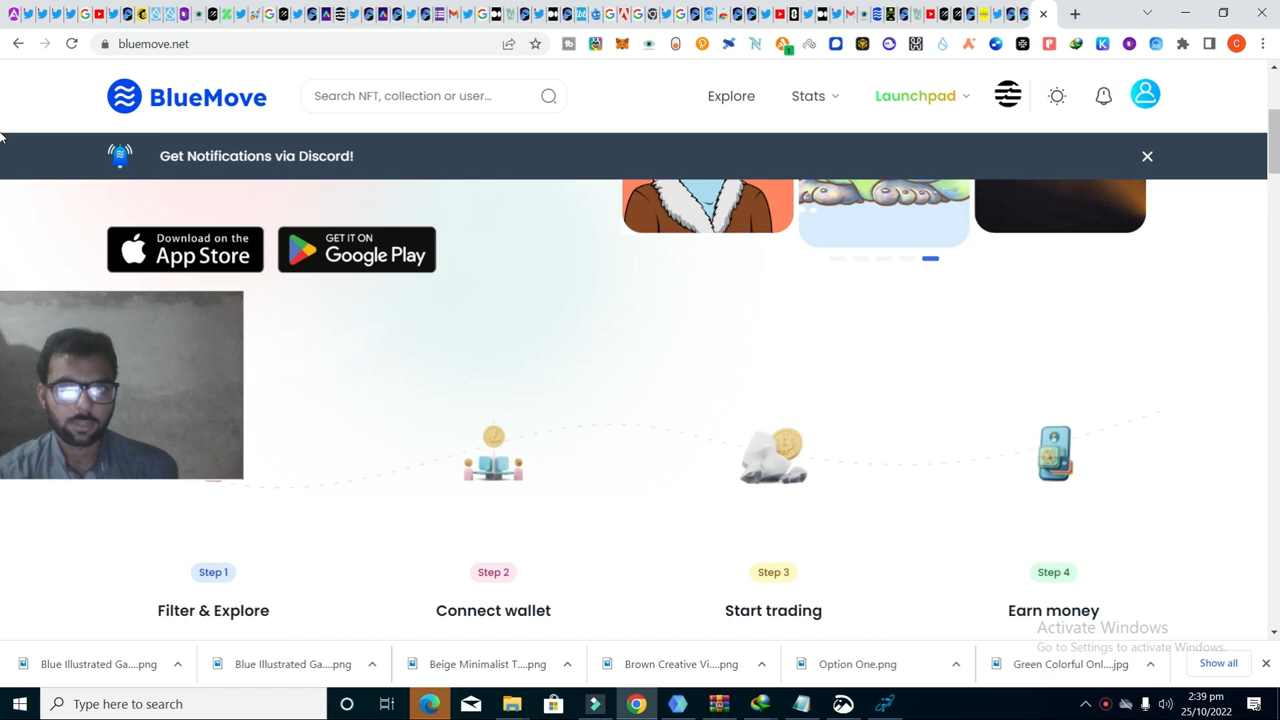 bluemove.net
BlueMove
Search NFT, collection or user...
Explore
Stats
Launchpad
Get Notifications via Discord!
Download on the
App Store
GET IT ON
Google Play
Step 1
Step 2
Step 3
Step 4
Filter & Explore
Connect wallet
Start trading
Earn money
Activate Windows
Go to Settings to activate Windows.
Blue Illustrated Ga....png
Blue Illustrated Ga....png
Beige Minimalist T....png
Brown Creative Vi....png
Option One.png
Green Colorful Onl....jpg
Show all
Type here to search
2:39 pm
25/10/2022